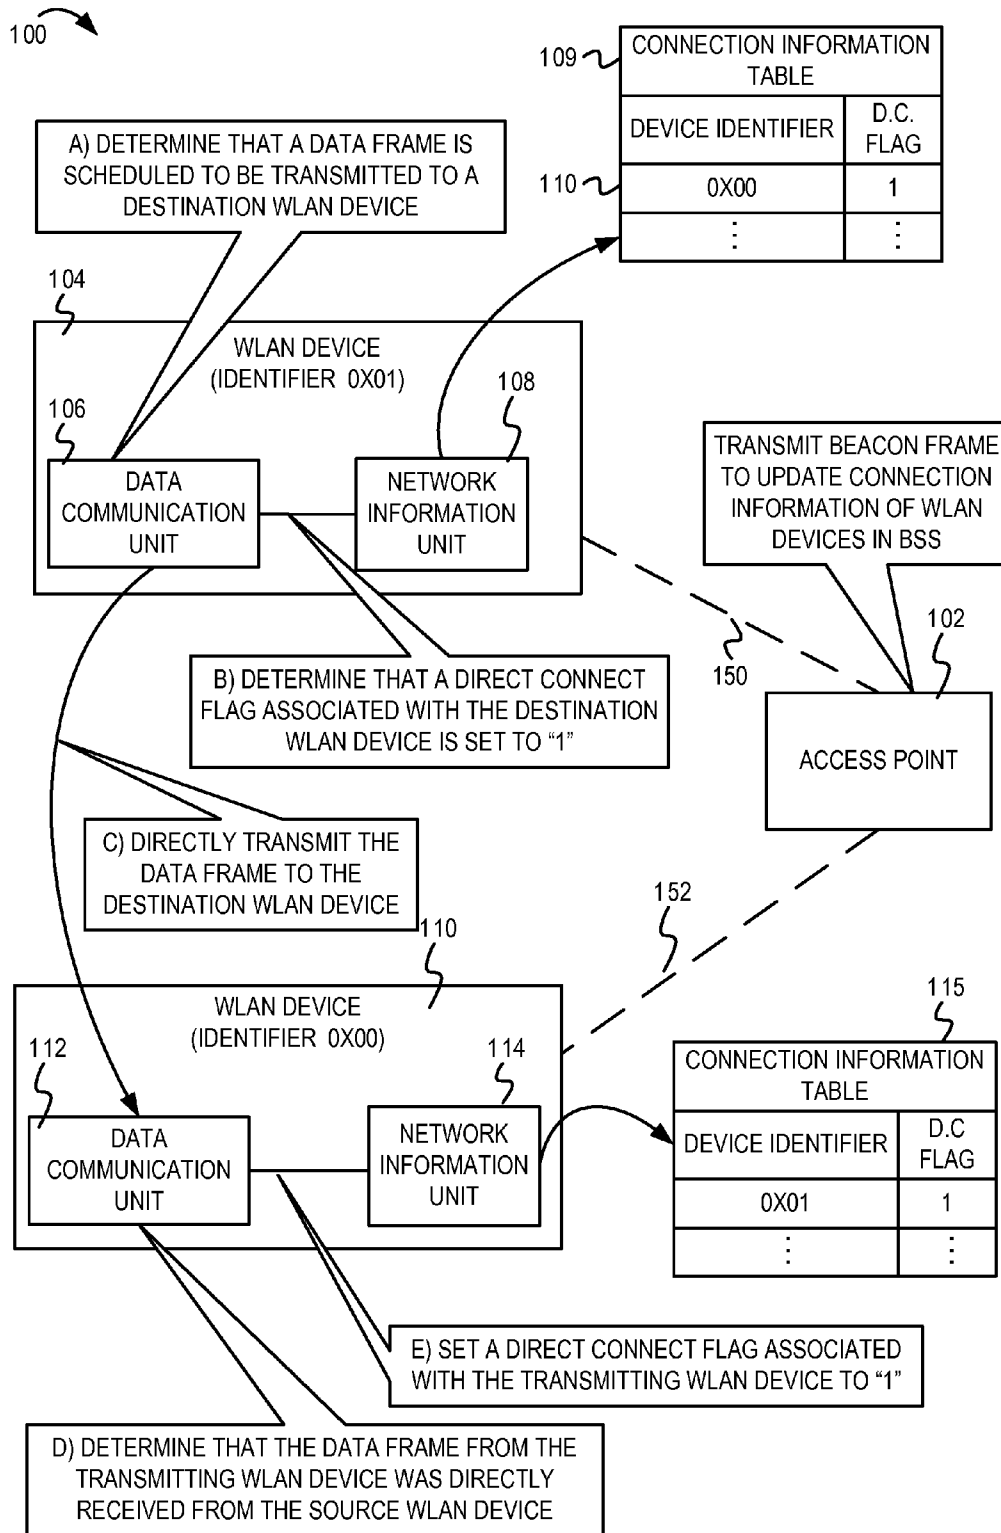 100
109
CONNECTION INFORMATION
TABLE
DEVICE IDENTIFIER
D.C.
FLAG
110
0X00
1
⋮
⋮
A) DETERMINE THAT A DATA FRAME IS
SCHEDULED TO BE TRANSMITTED TO A
DESTINATION WLAN DEVICE
104
WLAN DEVICE
(IDENTIFIER 0X01)
106
DATA
COMMUNICATION
UNIT
108
NETWORK
INFORMATION
UNIT
TRANSMIT BEACON FRAME
TO UPDATE CONNECTION
INFORMATION OF WLAN
DEVICES IN BSS
102
150
ACCESS POINT
B) DETERMINE THAT A DIRECT CONNECT
FLAG ASSOCIATED WITH THE DESTINATION
WLAN DEVICE IS SET TO “1”
C) DIRECTLY TRANSMIT THE
DATA FRAME TO THE
DESTINATION WLAN DEVICE
152
110
WLAN DEVICE
(IDENTIFIER 0X00)
112
DATA
COMMUNICATION
UNIT
114
NETWORK
INFORMATION
UNIT
115
CONNECTION INFORMATION
TABLE
DEVICE IDENTIFIER
D.C
FLAG
0X01
1
⋮
⋮
E) SET A DIRECT CONNECT FLAG ASSOCIATED
WITH THE TRANSMITTING WLAN DEVICE TO “1”
D) DETERMINE THAT THE DATA FRAME FROM THE
TRANSMITTING WLAN DEVICE WAS DIRECTLY
RECEIVED FROM THE SOURCE WLAN DEVICE